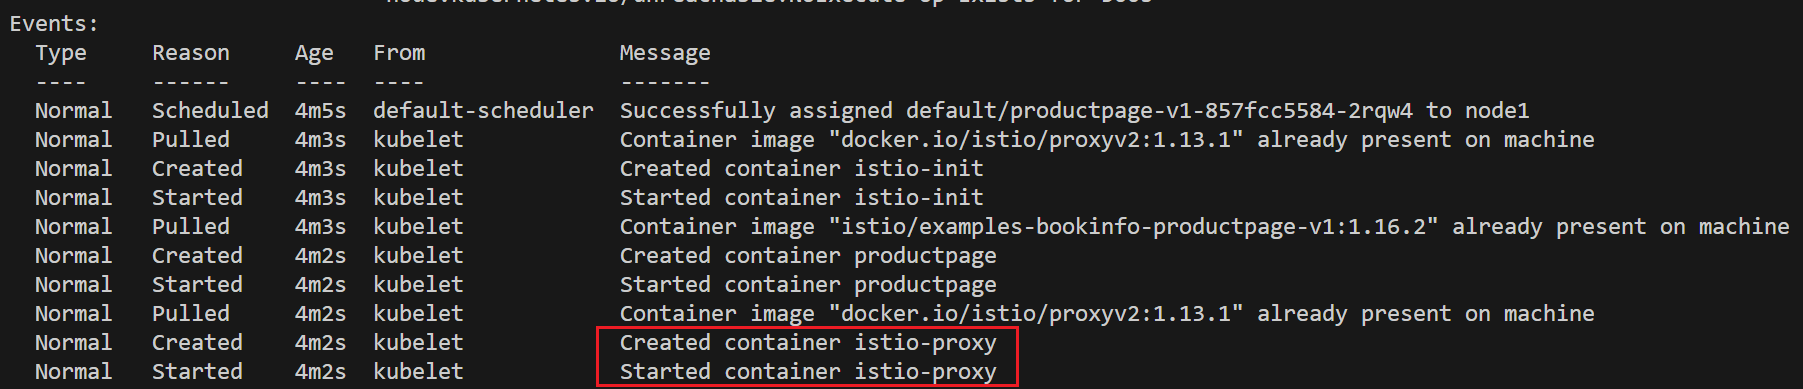 Events:
Type Reason Age From Message
---- ------ ---- ---- -------
Normal Scheduled 4m5s default-scheduler Successfully assigned default/productpage-v1-857fcc5584-2rqw4 to node1
Normal Pulled 4m3s kubelet Container image "docker.io/istio/proxyv2:1.13.1" already present on machine
Normal Created 4m3s kubelet Created container istio-init
Normal Started 4m3s kubelet Started container istio-init
Normal Pulled 4m3s kubelet Container image "istio/examples-bookinfo-productpage-v1:1.16.2" already present on machine
Normal Created 4m2s kubelet Created container productpage
Normal Started 4m2s kubelet Started container productpage
Normal Pulled 4m2s kubelet Container image "docker.io/istio/proxyv2:1.13.1" already present on machine
Normal Created 4m2s kubelet Created container istio-proxy
Normal Started 4m2s kubelet Started container istio-proxy